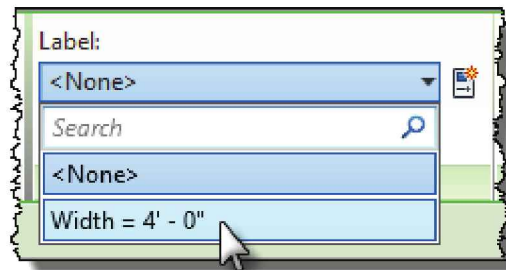 Label:
<None>
Search
<None>
Width = 4' - 0"